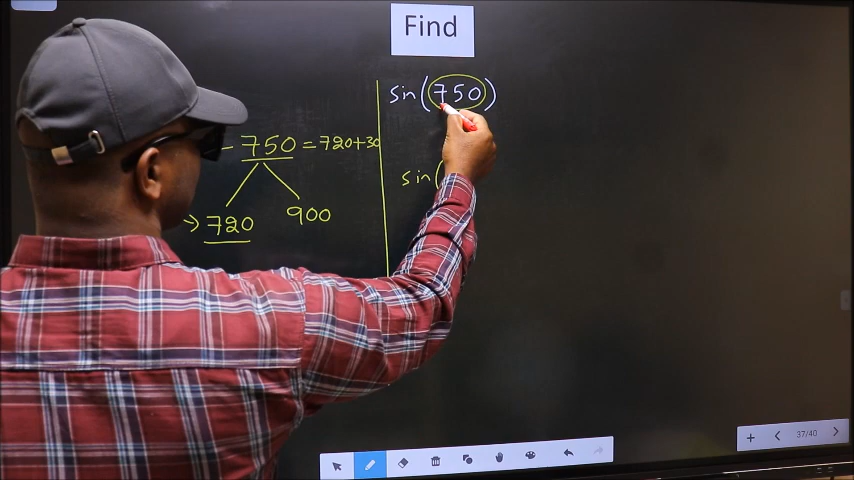 Find
sin(750)
- 750 = 720+30
sin(
→ 720 900
37/40